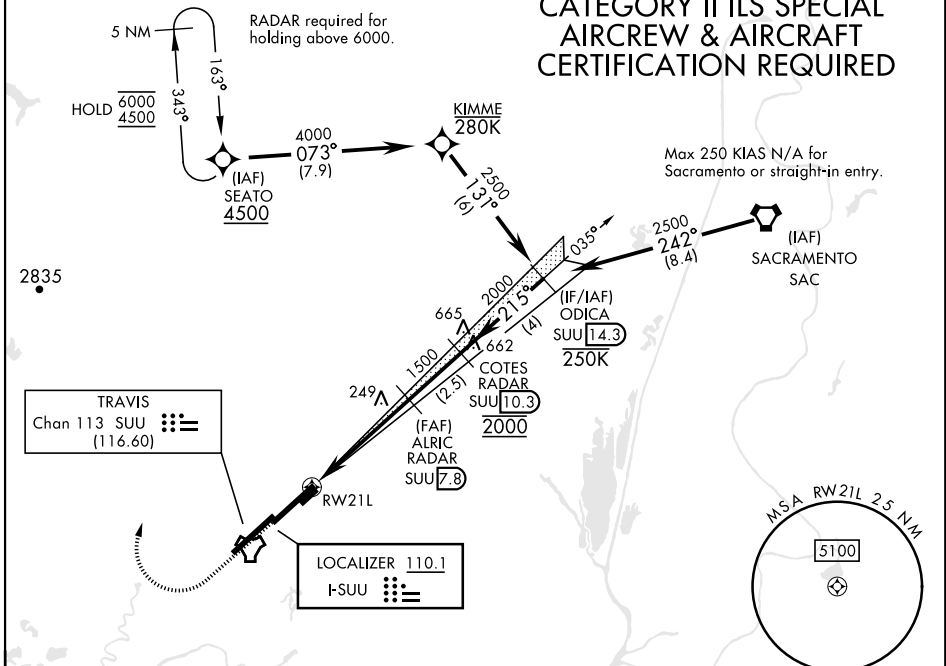 CATEGORY II ILS SPECIAL
AIRCREW & AIRCRAFT
CERTIFICATION REQUIRED
RADAR required for
holding above 6000.
5 NM
163°
343°
HOLD
6000
4500
(IAF)
SEATO
4500
4000
073°
(7.9)
KIMME
280K
2500
131°
(6)
Max 250 KIAS N/A for
Sacramento or straight-in entry.
2500
242°
(8.4)
(IAF)
SACRAMENTO
SAC
035°
2835
2000
215°
(4)
(IF/IAF)
ODICA
SUU 14.3
250K
665
662
1500
(2.5)
COTES
RADAR
SUU 10.3
2000
249
(FAF)
ALRIC
RADAR
SUU 7.8
TRAVIS
Chan 113 SUU
(116.60)
RW21L
LOCALIZER 110.1
I-SUU
MSA RW21L 25 NM
5100